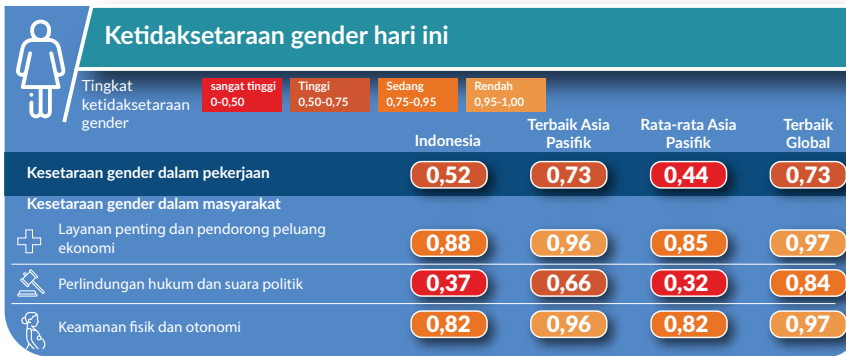 Ketidaksetaraan gender hari ini
Tingkat
ketidaksetaraan
gender
sangat tinggi
0-0,50
Tinggi
0,50-0,75
Sedang
0,75-0,95
Rendah
0,95-1,00
Indonesia
Terbaik Asia
Pasifik
Rata-rata Asia
Pasifik
Terbaik
Global
Kesetaraan gender dalam pekerjaan 0,52 0,73 0,44 0,73
Kesetaraan gender dalam masyarakat
Layanan penting dan pendorong peluang
ekonomi 0,88 0,96 0,85 0,97
Perlindungan hukum dan suara politik 0,37 0,66 0,32 0,84
Keamanan fisik dan otonomi 0,82 0,96 0,82 0,97